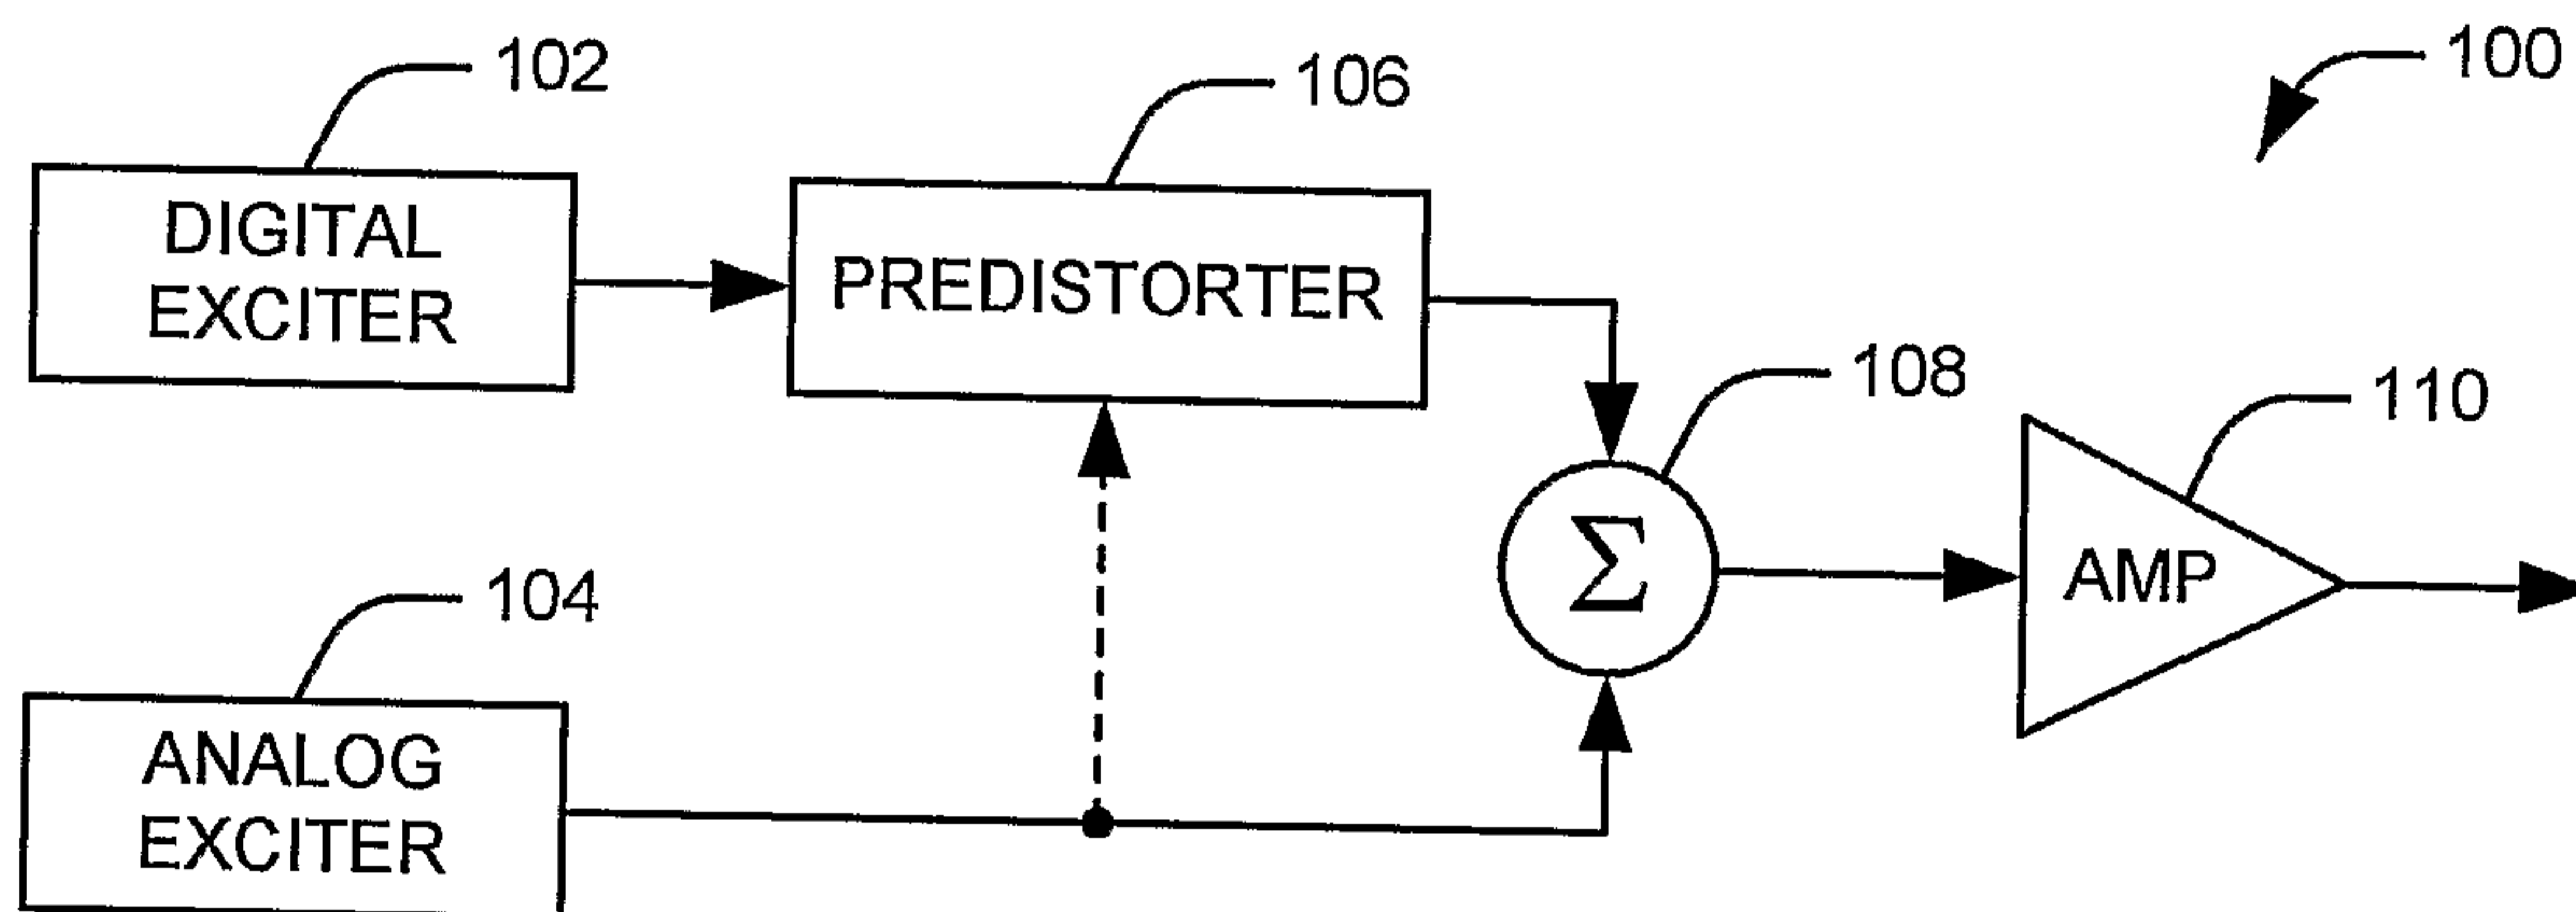 102
106
100
DIGITAL
EXCITER
PREDISTORTER
108
110
Σ
AMP
104
ANALOG
EXCITER